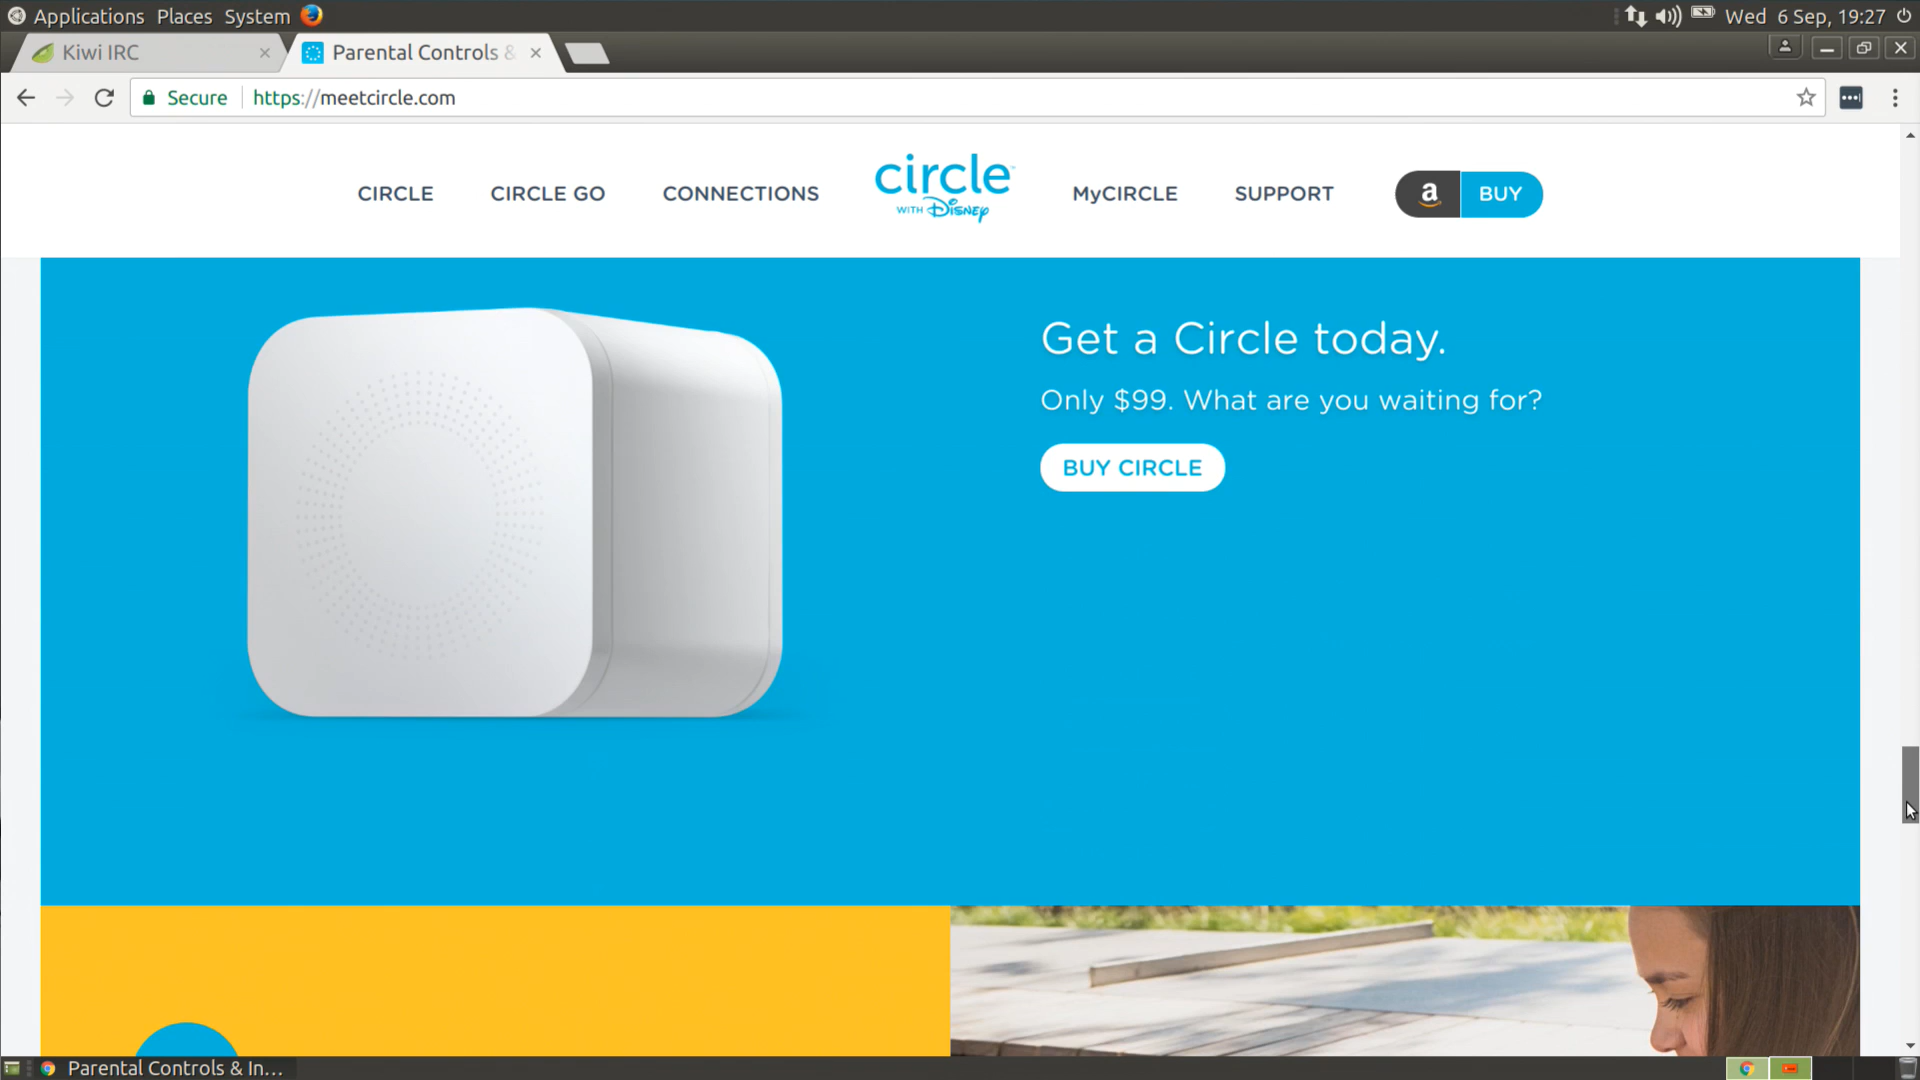 Applications Places System Wed 6 Sep, 19:27
Kiwi IRC Parental Controls &
Secure https://meetcircle.com
CIRCLE CIRCLE GO CONNECTIONS circle WITH Disney MyCIRCLE SUPPORT a BUY
Get a Circle today.
Only $99. What are you waiting for?
BUY CIRCLE
Parental Controls & In...